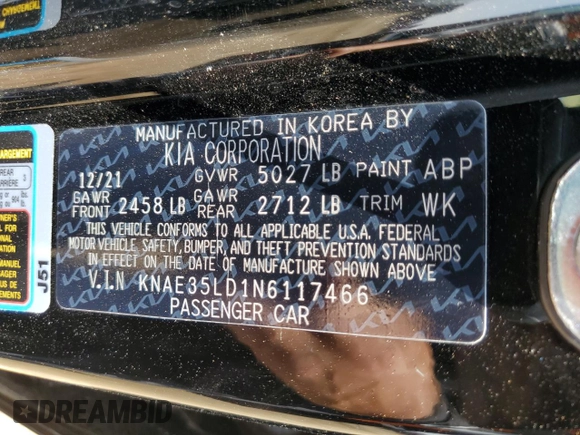 MANUFACTURED IN KOREA BY
KIA CORPORATION
12/21 GVWR 5027 LB PAINT ABP
GAWR FRONT 2458 LB GAWR REAR 2712 LB TRIM WK
THIS VEHICLE CONFORMS TO ALL APPLICABLE U.S.A. FEDERAL
MOTOR VEHICLE SAFETY, BUMPER, AND THEFT PREVENTION STANDARDS
IN EFFECT ON THE DATE OF MANUFACTURE SHOWN ABOVE
V.I.N KNAE35LD1N6117466
PASSENGER CAR
REAR
J51
DREAMBID